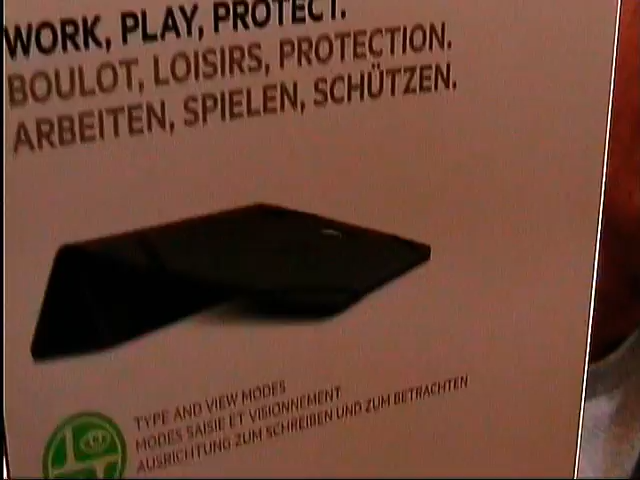 WORK, PLAY, PROTECT.
BOULOT, LOISIRS, PROTECTION.
ARBEITEN, SPIELEN, SCHÜTZEN.
TYPE AND VIEW MODES
MODES SAISIE ET VISIONNEMENT
AUSRICHTUNG ZUM SCHREIBEN UND ZUM BETRACHTEN